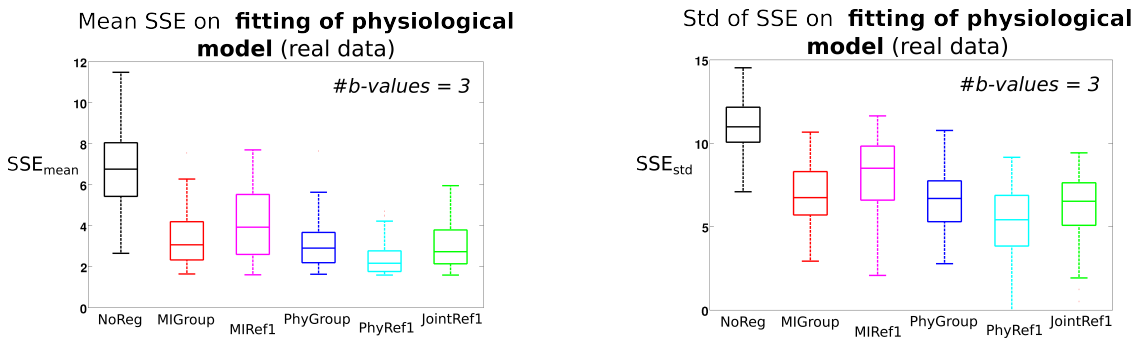 Mean SSE on fitting of physiological
model (real data)
12
10
8
6
4
2
0
SSEmean
#b-values = 3
NoReg
MIGroup
MIRef1
PhyGroup
PhyRef1
JointRef1
Std of SSE on fitting of physiological
model (real data)
15
10
5
0
SSEstd
#b-values = 3
NoReg
MIGroup
MIRef1
PhyGroup
PhyRef1
JointRef1